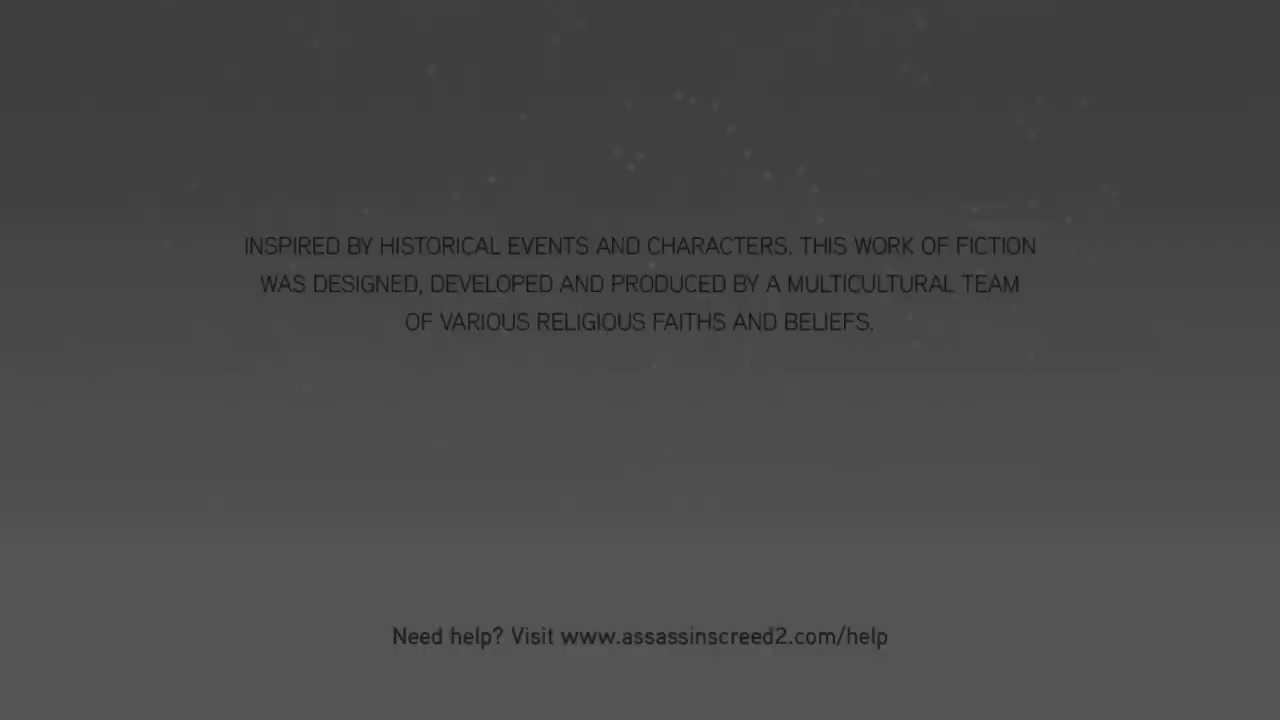 INSPIRED BY HISTORICAL EVENTS AND CHARACTERS. THIS WORK OF FICTION
WAS DESIGNED, DEVELOPED AND PRODUCED BY A MULTICULTURAL TEAM
OF VARIOUS RELIGIOUS FAITHS AND BELIEFS.
Need help? Visit www.assassinscreed2.com/help